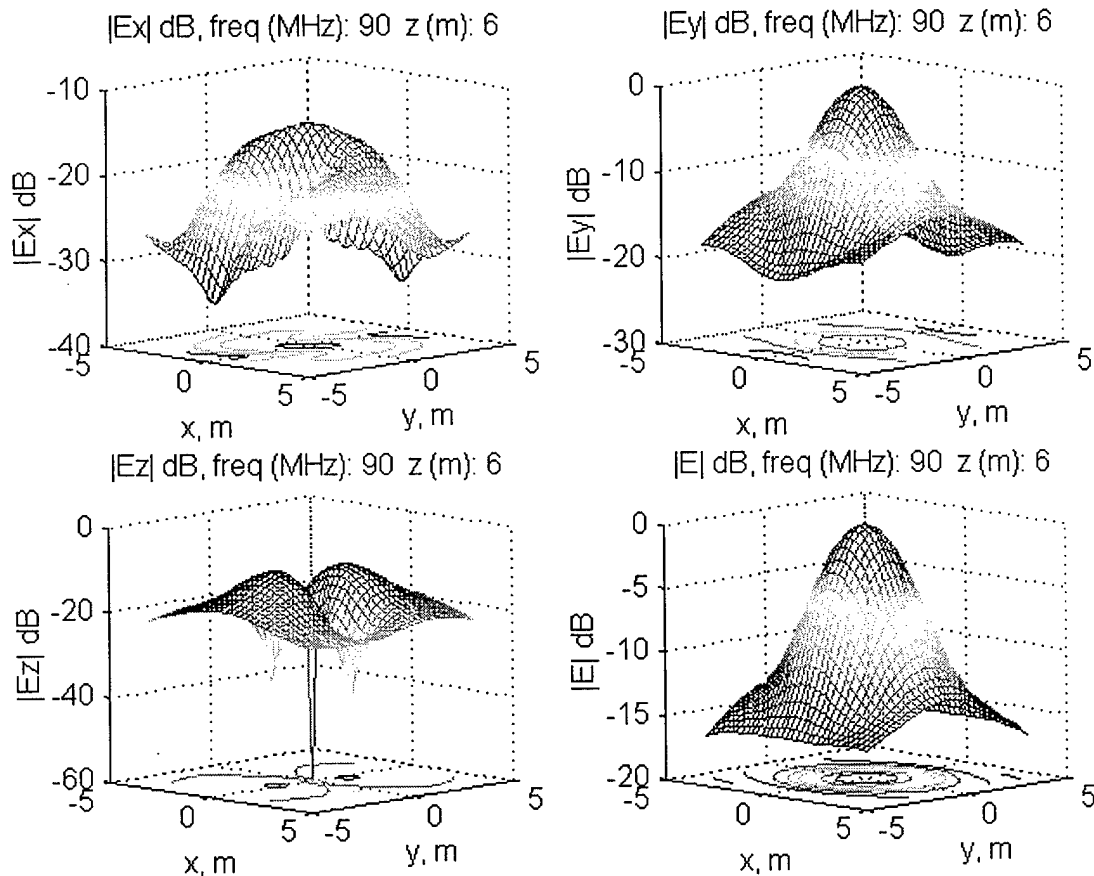 |Ex| dB, freq (MHz): 90 z (m): 6
-10
-20
-30
-40
|Ex| dB
-5
0
5
x, m
-5
0
5
y, m
|Ey| dB, freq (MHz): 90 z (m): 6
0
-10
-20
-30
|Ey| dB
-5
0
5
x, m
-5
0
5
y, m
|Ez| dB, freq (MHz): 90 z (m): 6
0
-20
-40
-60
|Ez| dB
-5
0
5
x, m
-5
0
5
y, m
|E| dB, freq (MHz): 90 z (m): 6
0
-5
-10
-15
-20
|E| dB
-5
0
5
x, m
-5
0
5
y, m